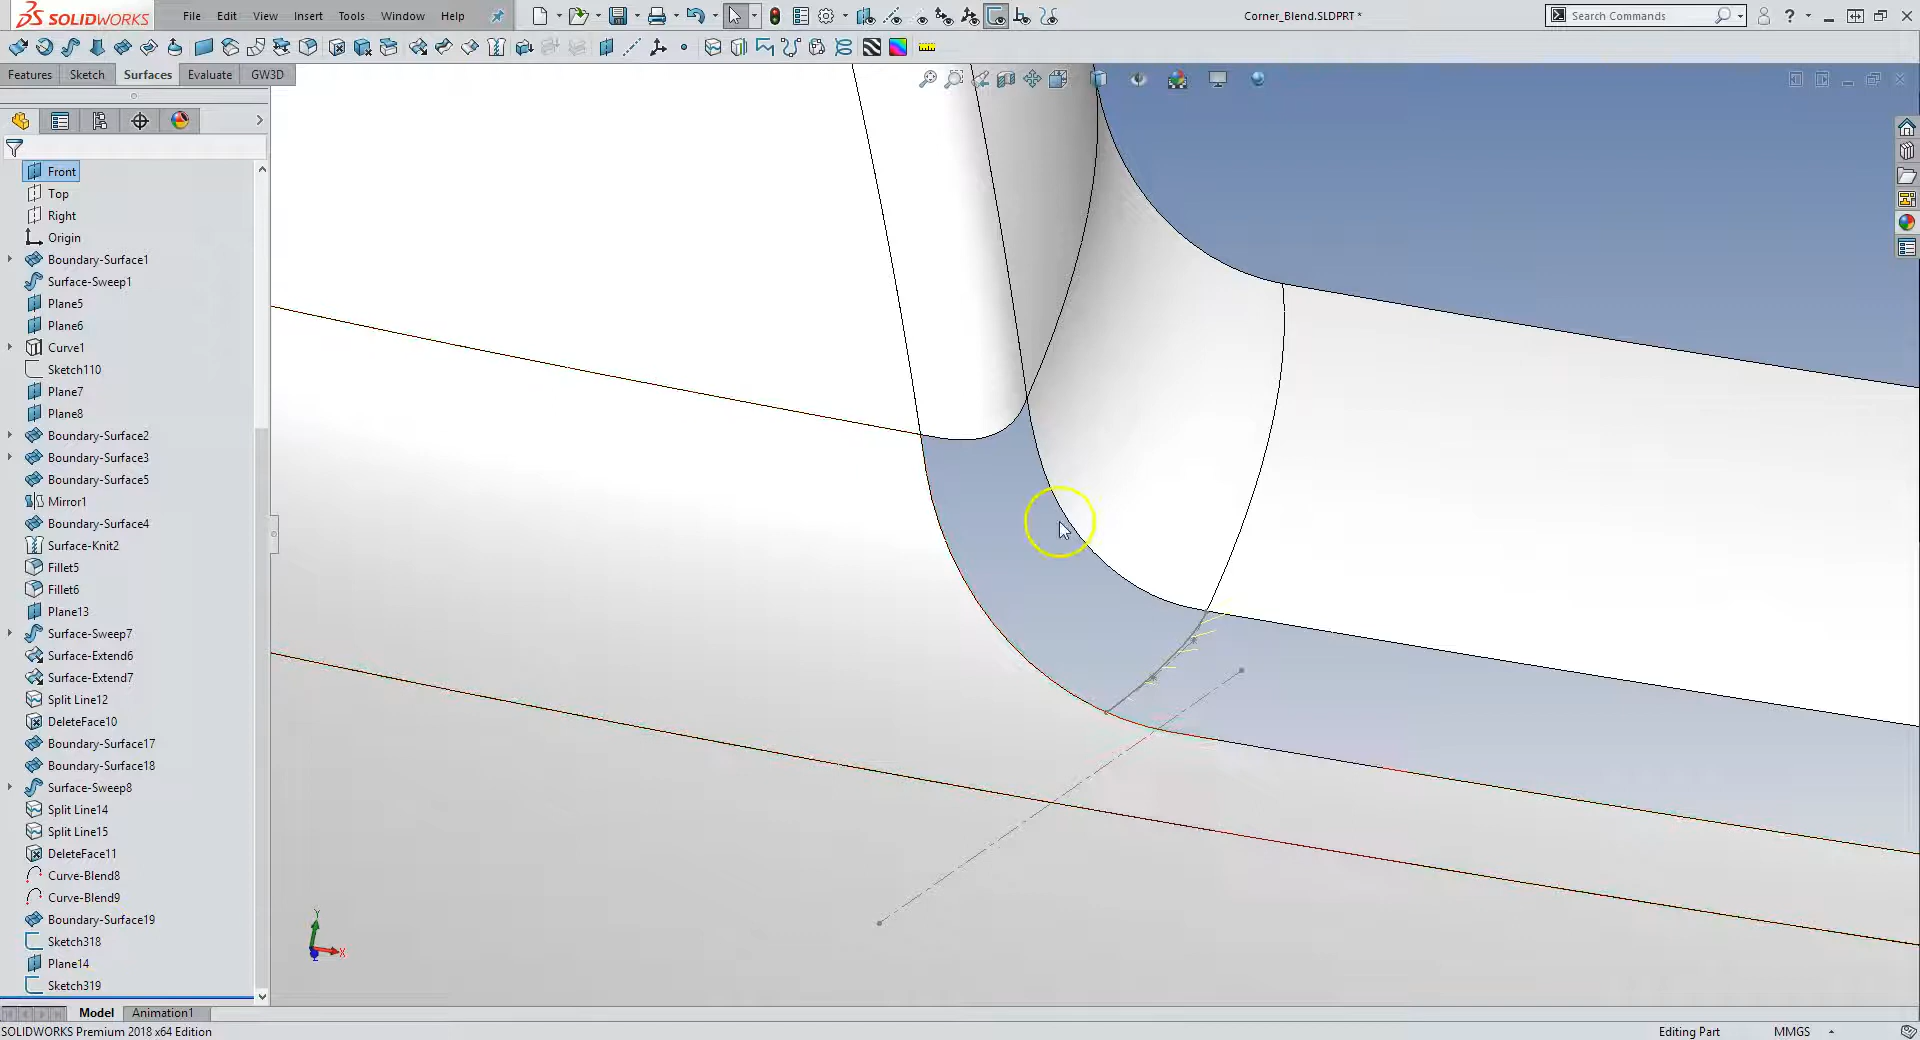 SOLIDWORKS File Edit View Insert Tools Window Help Corner_Blend.SLDPRT * Search Commands ?
Features Sketch Surfaces Evaluate GW3D
Front
Top
Right
Origin
Boundary-Surface1
Surface-Sweep1
Plane5
Plane6
Curve1
Sketch110
Plane7
Plane8
Boundary-Surface2
Boundary-Surface3
Boundary-Surface5
Mirror1
Boundary-Surface4
Surface-Knit2
Fillet5
Fillet6
Plane13
Surface-Sweep7
Surface-Extend6
Surface-Extend7
Split Line12
DeleteFace10
Boundary-Surface17
Boundary-Surface18
Surface-Sweep8
Split Line14
Split Line15
DeleteFace11
Curve-Blend8
Curve-Blend9
Boundary-Surface19
Sketch318
Plane14
Sketch319
Y
X
Z
Model Animation1
SOLIDWORKS Premium 2018 x64 Edition Editing Part MMGS